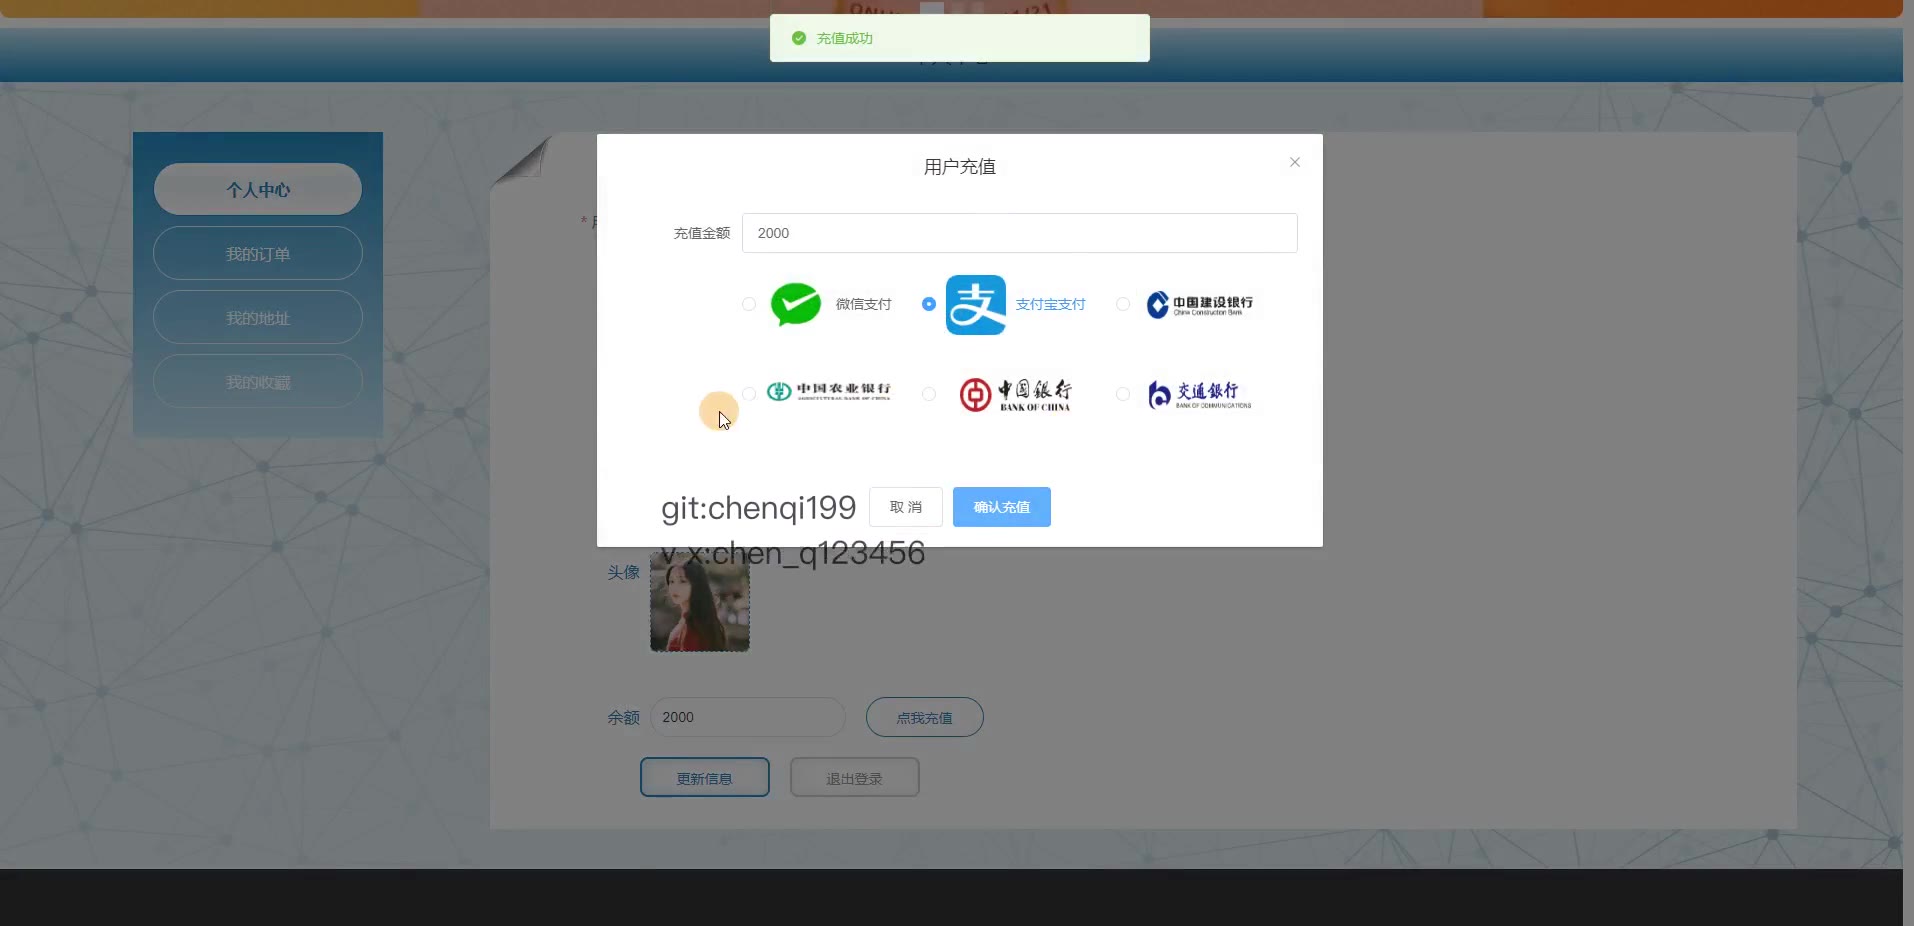 充值成功
用户充值
个人中心
充值金额 2000
我的订单
微信支付
支
支付宝支付
中国建设银行
China Construction Bank
我的地址
我的收藏
中国农业银行
AGRICULTURAL BANK OF CHINA
中国银行
BANK OF CHINA
交通银行
BANK OF COMMUNICATIONS
git:chenqi199
取 消
确认充值
v x:chen_q123456
头像
余额 2000
点我充值
更新信息
退出登录